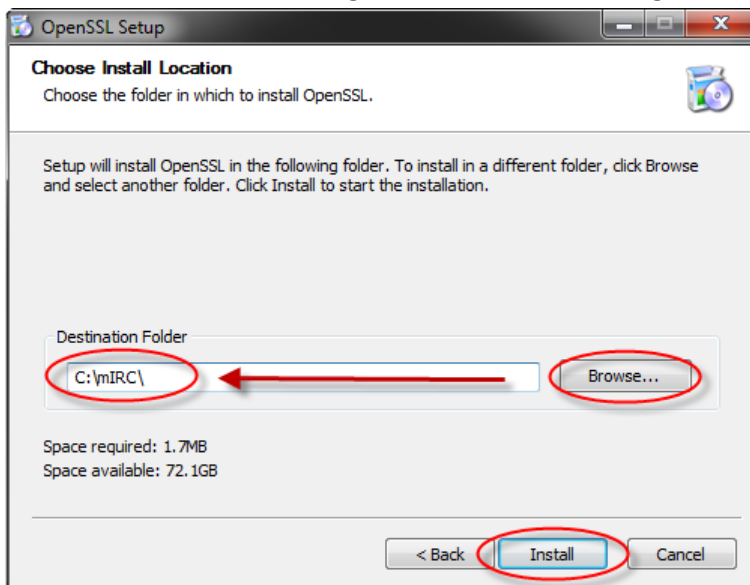 OpenSSL Setup
Choose Install Location
Choose the folder in which to install OpenSSL.
Setup will install OpenSSL in the following folder. To install in a different folder, click Browse
and select another folder. Click Install to start the installation.
Destination Folder
C:\mIRC\
Browse...
Space required: 1.7MB
Space available: 72.1GB
< Back
Install
Cancel